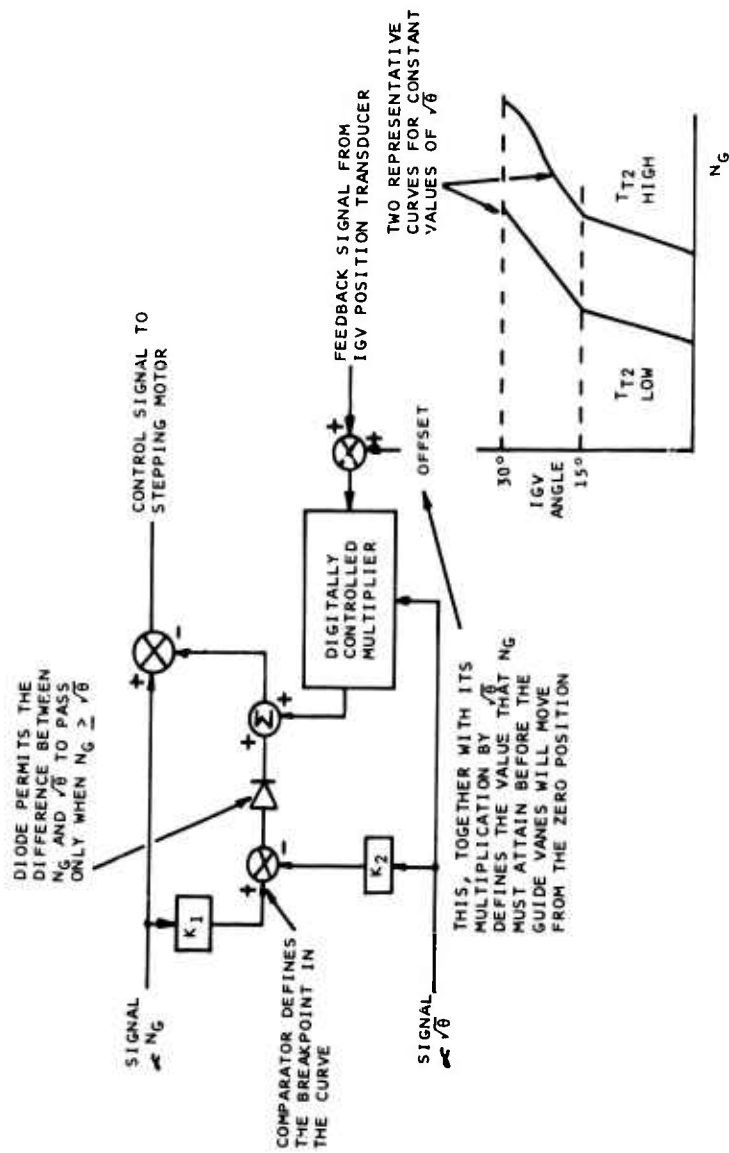 DIODE PERMITS THE
DIFFERENCE BETWEEN
N_G AND √θ TO PASS
ONLY WHEN N_G ≥ √θ
SIGNAL
∝ N_G
K1
CONTROL SIGNAL TO
STEPPING MOTOR
+
-
COMPARATOR DEFINES
THE BREAKPOINT IN
THE CURVE
+
-
+
Σ
+
K2
DIGITALLY
CONTROLLED
MULTIPLIER
+
+
FEEDBACK SIGNAL FROM
IGV POSITION TRANSDUCER
OFFSET
SIGNAL
∝ √θ
THIS, TOGETHER WITH ITS
MULTIPLICATION BY √θ
DEFINES THE VALUE THAT N_G
MUST ATTAIN BEFORE THE
GUIDE VANES WILL MOVE
FROM THE ZERO POSITION
TWO REPRESENTATIVE
CURVES FOR CONSTANT
VALUES OF √θ
30°
IGV
ANGLE
15°
T_T2
LOW
T_T2
HIGH
N_G